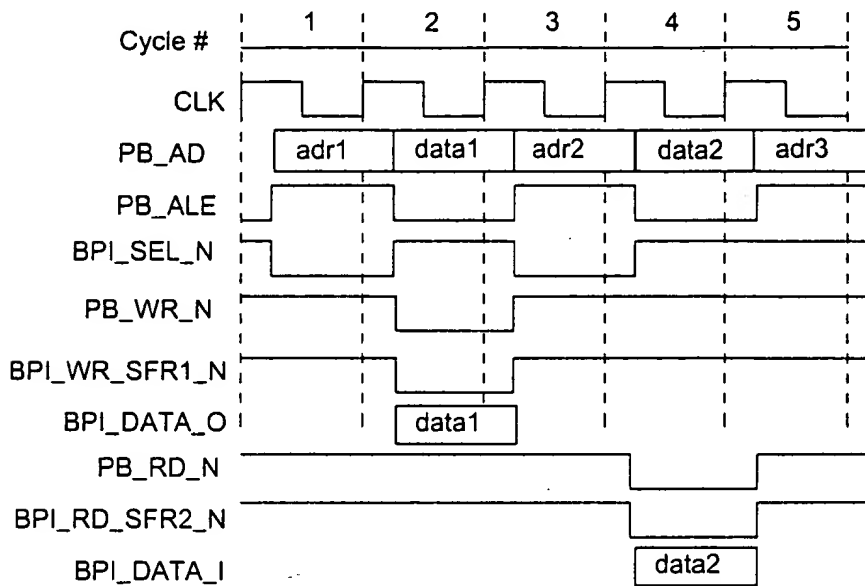 Cycle # 1 2 3 4 5
CLK
PB_AD adr1 data1 adr2 data2 adr3
PB_ALE
BPI_SEL_N
PB_WR_N
BPI_WR_SFR1_N
BPI_DATA_O data1
PB_RD_N
BPI_RD_SFR2_N
BPI_DATA_I data2